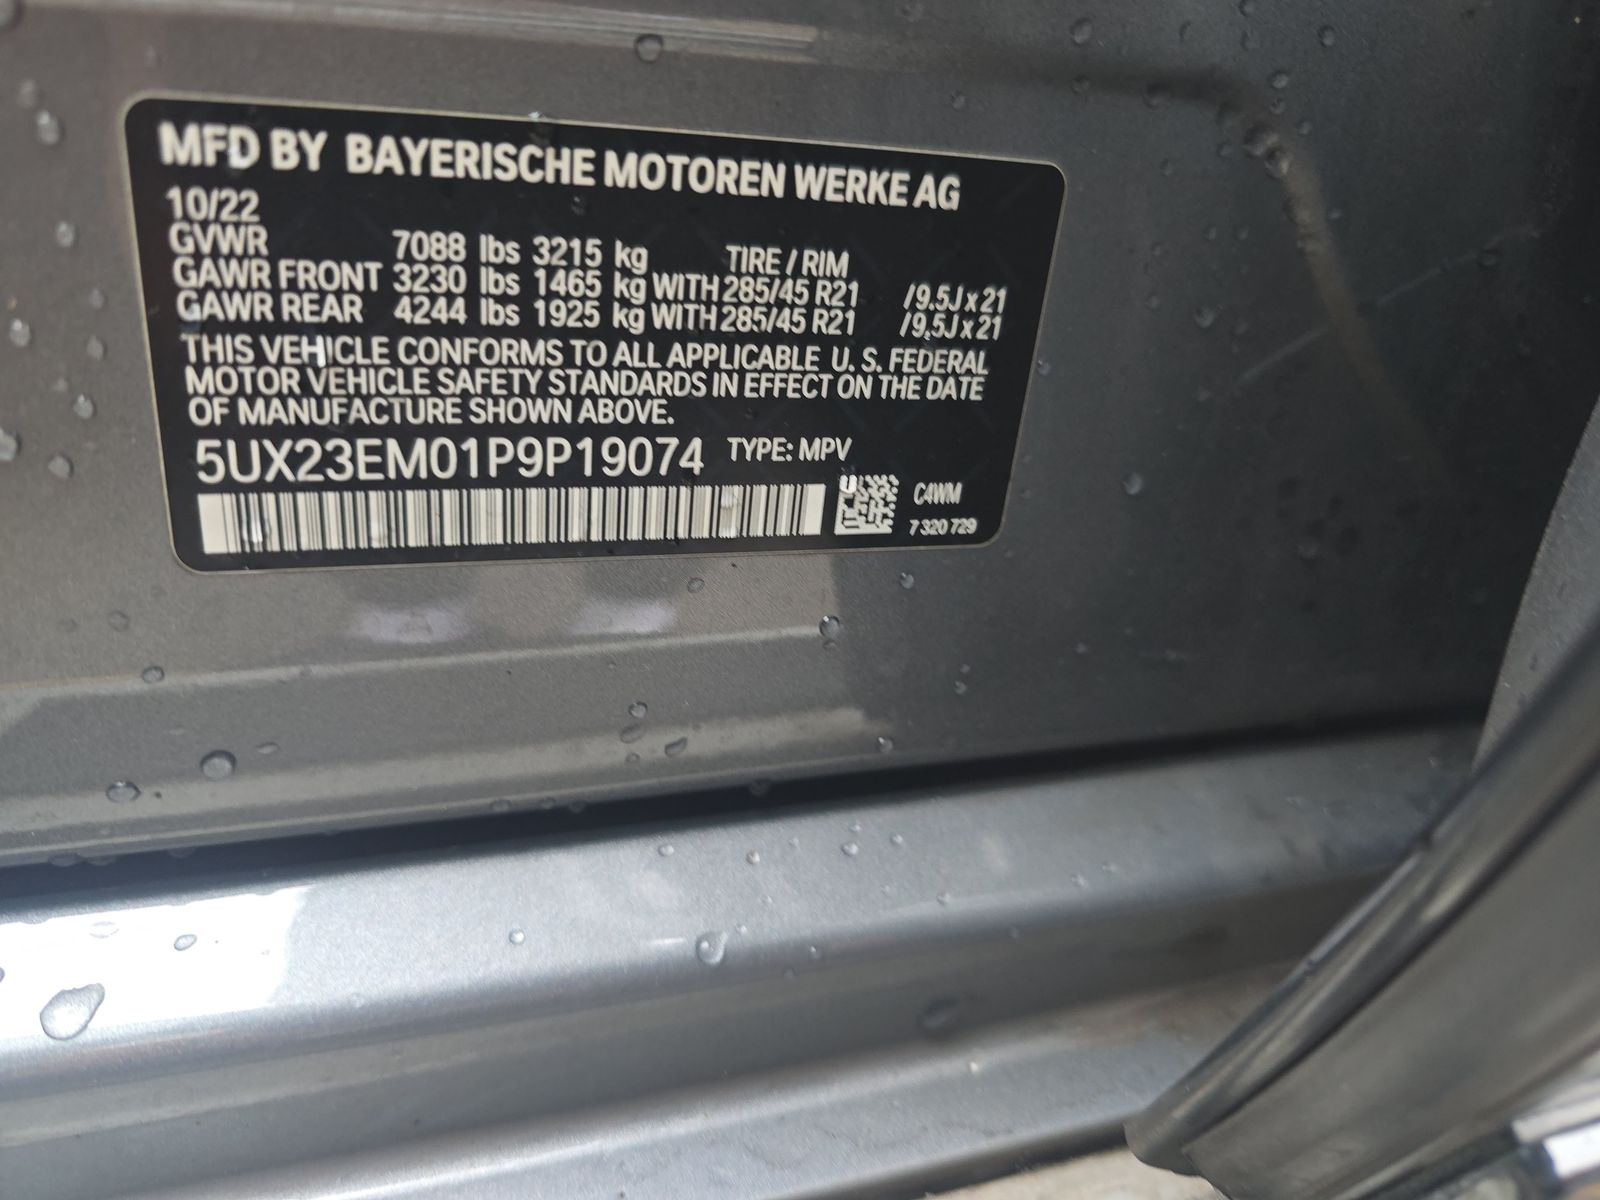 MFD BY BAYERISCHE MOTOREN WERKE AG
10/22
GVWR 7088 lbs 3215 kg TIRE / RIM
GAWR FRONT 3230 lbs 1465 kg WITH 285/45 R21 /9.5J x 21
GAWR REAR 4244 lbs 1925 kg WITH 285/45 R21 /9.5J x 21
THIS VEHICLE CONFORMS TO ALL APPLICABLE U. S. FEDERAL
MOTOR VEHICLE SAFETY STANDARDS IN EFFECT ON THE DATE
OF MANUFACTURE SHOWN ABOVE.
5UX23EM01P9P19074 TYPE: MPV
C4WM
7 320 729